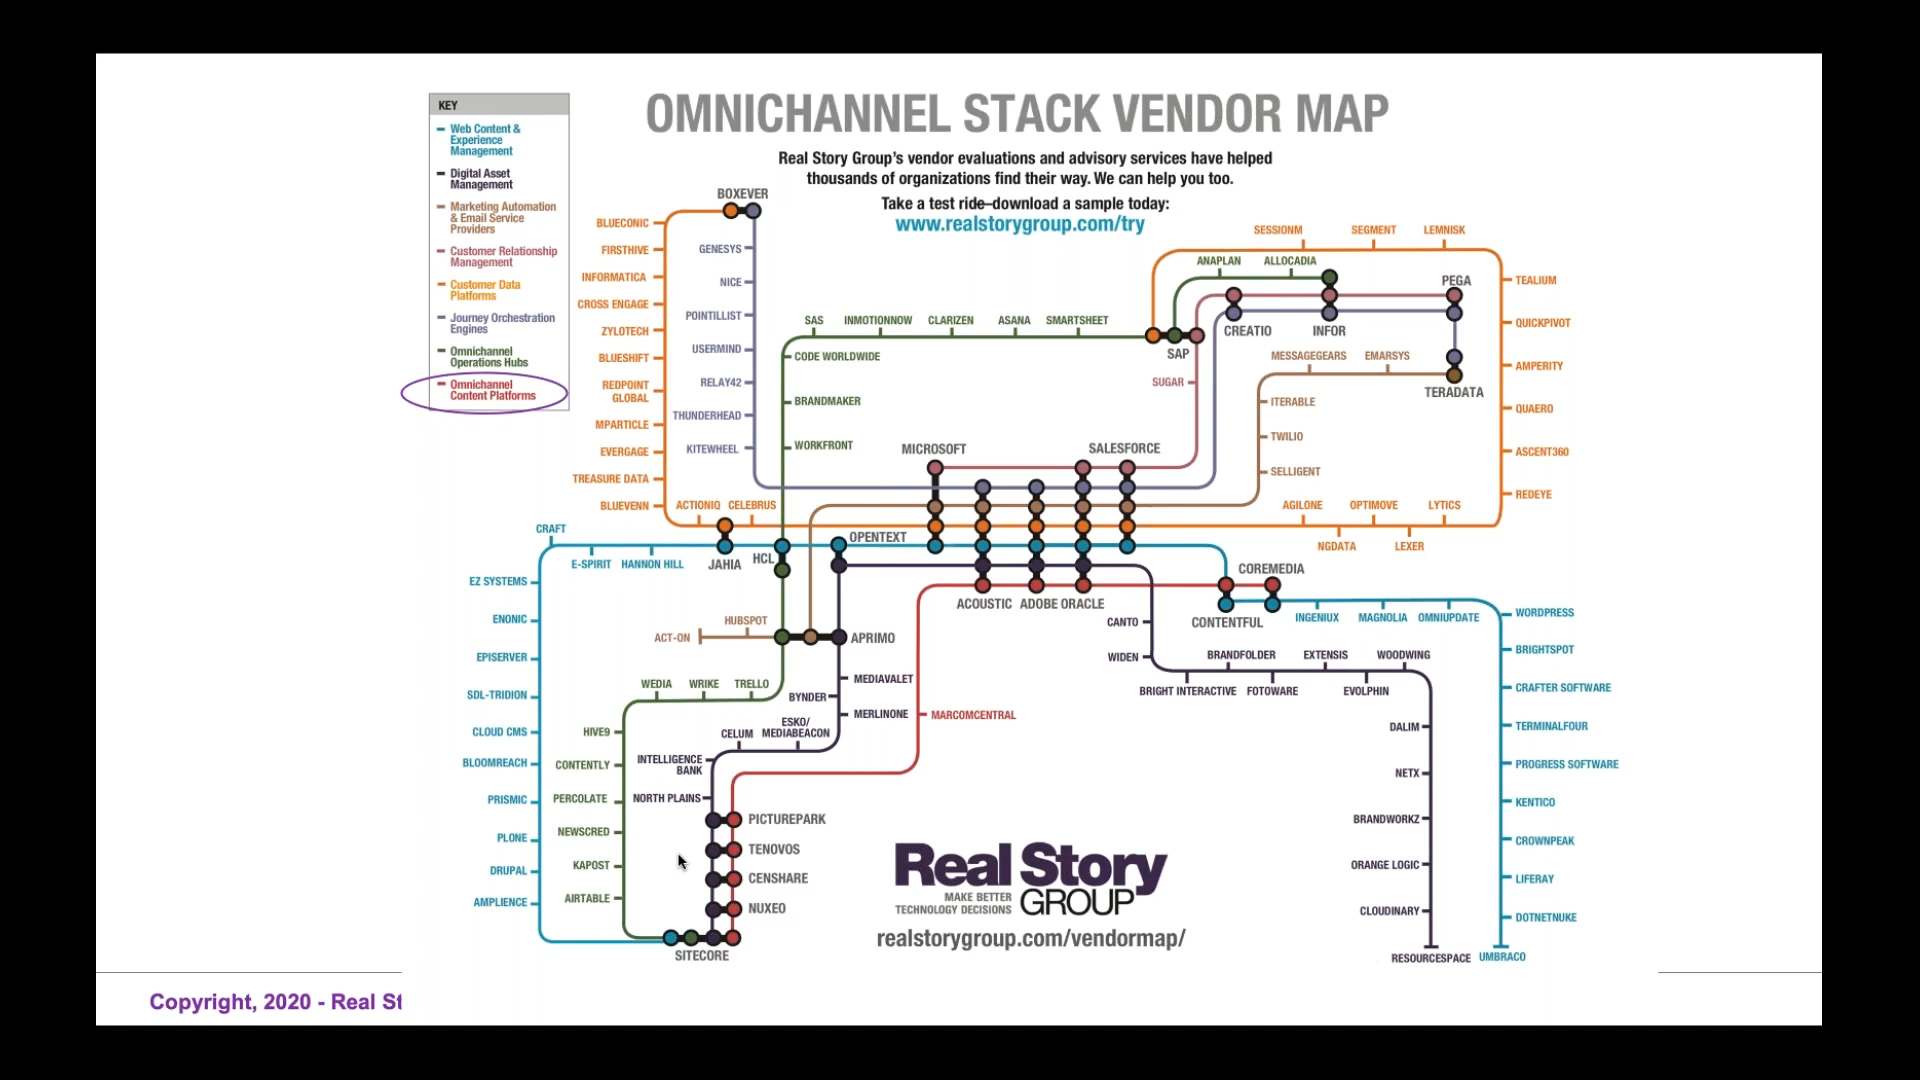 KEY
Web Content &
Experience
Management
Digital Asset
Management
Marketing Automation
& Email Service
Providers
Customer Relationship
Management
Customer Data
Platforms
Journey Orchestration
Engines
Omnichannel
Operations Hubs
Omnichannel
Content Platforms
OMNICHANNEL STACK VENDOR MAP
Real Story Group's vendor evaluations and advisory services have helped
thousands of organizations find their way. We can help you too.
Take a test ride–download a sample today:
www.realstorygroup.com/try
BOXEVER
BLUECONIC
FIRSTHIVE
INFORMATICA
CROSS ENGAGE
ZYLOTECH
BLUESHIFT
REDPOINT
GLOBAL
MPARTICLE
EVERGAGE
TREASURE DATA
BLUEVENN
GENESYS
NICE
POINTILLIST
USERMIND
RELAY42
THUNDERHEAD
KITEWHEEL
ACTIONIQ
CELEBRUS
SAS
INMOTIONNOW
CLARIZEN
ASANA
SMARTSHEET
CODE WORLDWIDE
BRANDMAKER
WORKFRONT
SESSIONM
SEGMENT
LEMNISK
ANAPLAN
ALLOCADIA
PEGA
CREATIO
INFOR
SAP
SUGAR
MESSAGEGEARS
EMARSYS
TERADATA
ITERABLE
TWILIO
SELLIGENT
TEALIUM
QUICKPIVOT
AMPERITY
QUAERO
ASCENT360
REDEYE
AGILONE
OPTIMOVE
LYTICS
NGDATA
LEXER
MICROSOFT
SALESFORCE
CRAFT
E-SPIRIT
HANNON HILL
JAHIA
HCL
OPENTEXT
ACOUSTIC
ADOBE
ORACLE
COREMEDIA
CONTENTFUL
INGENIUX
MAGNOLIA
OMNIUPDATE
EZ SYSTEMS
ENONIC
EPISERVER
SDL-TRIDION
CLOUD CMS
BLOOMREACH
PRISMIC
PLONE
DRUPAL
AMPLIENCE
HUBSPOT
ACT-ON
APRIMO
WEDIA
WRIKE
TRELLO
HIVE9
CONTENTLY
PERCOLATE
NEWSCRED
KAPOST
AIRTABLE
MEDIAVALET
BYNDER
MERLINONE
ESKO/
MEDIABEACON
CELUM
INTELLIGENCE
BANK
NORTH PLAINS
MARCOMCENTRAL
PICTUREPARK
TENOVOS
CENSHARE
NUXEO
SITECORE
CANTO
WIDEN
BRANDFOLDER
EXTENSIS
WOODWING
BRIGHT INTERACTIVE
FOTOWARE
EVOLPHIN
DALIM
NETX
BRANDWORKZ
ORANGE LOGIC
CLOUDINARY
RESOURCESPACE
WORDPRESS
BRIGHTSPOT
CRAFTER SOFTWARE
TERMINALFOUR
PROGRESS SOFTWARE
KENTICO
CROWNPEAK
LIFERAY
DOTNETNUKE
UMBRACO
Real Story
GROUP
MAKE BETTER
TECHNOLOGY DECISIONS
realstorygroup.com/vendormap/
Copyright, 2020 - Real St